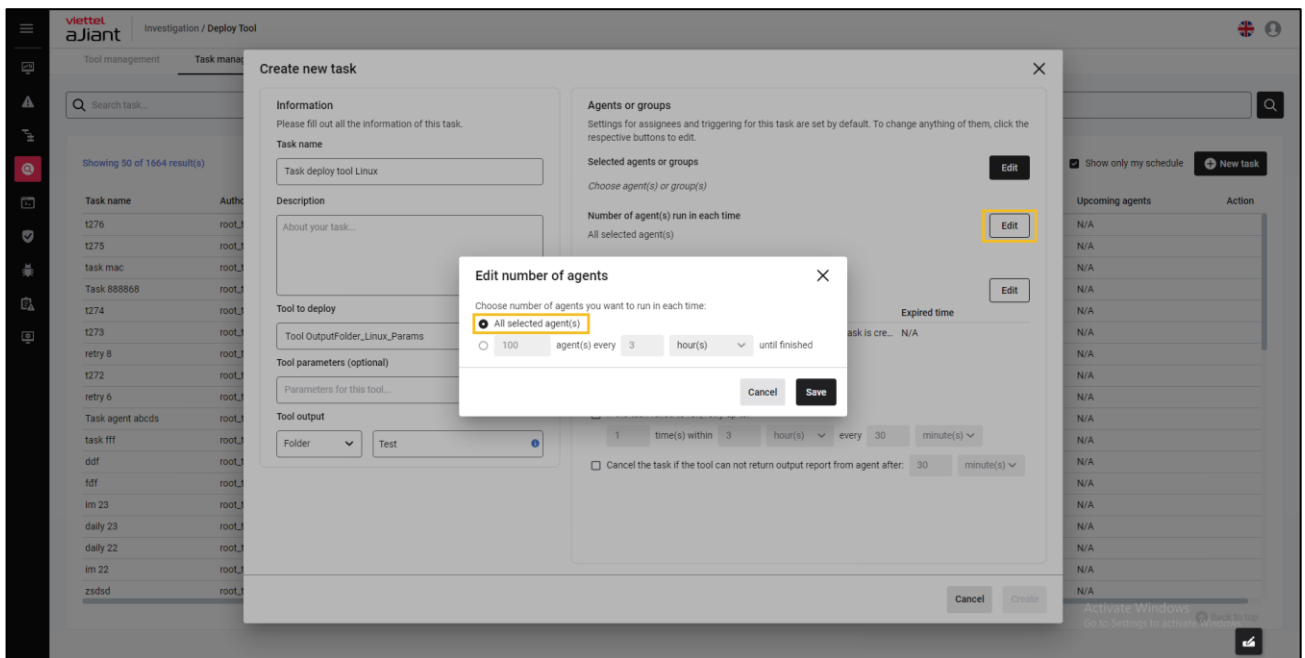 viettel
aJiant
Investigation / Deploy Tool
Tool management
Task manag
Search task...
Showing 50 of 1664 result(s)
Show only my schedule
New task
Task name
Autho
Upcoming agents
Action
t276
root_t
N/A
t275
root_t
N/A
task mac
root_t
N/A
Task 888868
root_t
N/A
t274
root_t
N/A
t273
root_t
N/A
retry 8
root_t
N/A
t272
root_t
N/A
retry 6
root_t
N/A
Task agent abcds
root_t
N/A
task fff
root_t
N/A
ddf
root_t
N/A
fdf
root_t
N/A
im 23
root_t
N/A
daily 23
root_t
N/A
daily 22
root_t
N/A
im 22
root_t
N/A
zsdsd
root_t
N/A
Back to top
Create new task
Information
Please fill out all the information of this task.
Task name
Task deploy tool Linux
Description
About your task...
Tool to deploy
Tool OutputFolder_Linux_Params
Tool parameters (optional)
Parameters for this tool...
Tool output
Folder
Test
Agents or groups
Settings for assignees and triggering for this task are set by default. To change anything of them, click the
respective buttons to edit.
Selected agents or groups
Edit
Choose agent(s) or group(s)
Number of agent(s) run in each time
Edit
All selected agent(s)
Edit
Expired time
ask is cre...
N/A
1 time(s) within 3 hour(s) every 30 minute(s)
Cancel the task if the tool can not return output report from agent after: 30 minute(s)
Cancel
Create
Edit number of agents
Choose number of agents you want to run in each time:
All selected agent(s)
100 agent(s) every 3 hour(s) until finished
Cancel
Save
Activate Windows
Go to Settings to activate Windows.